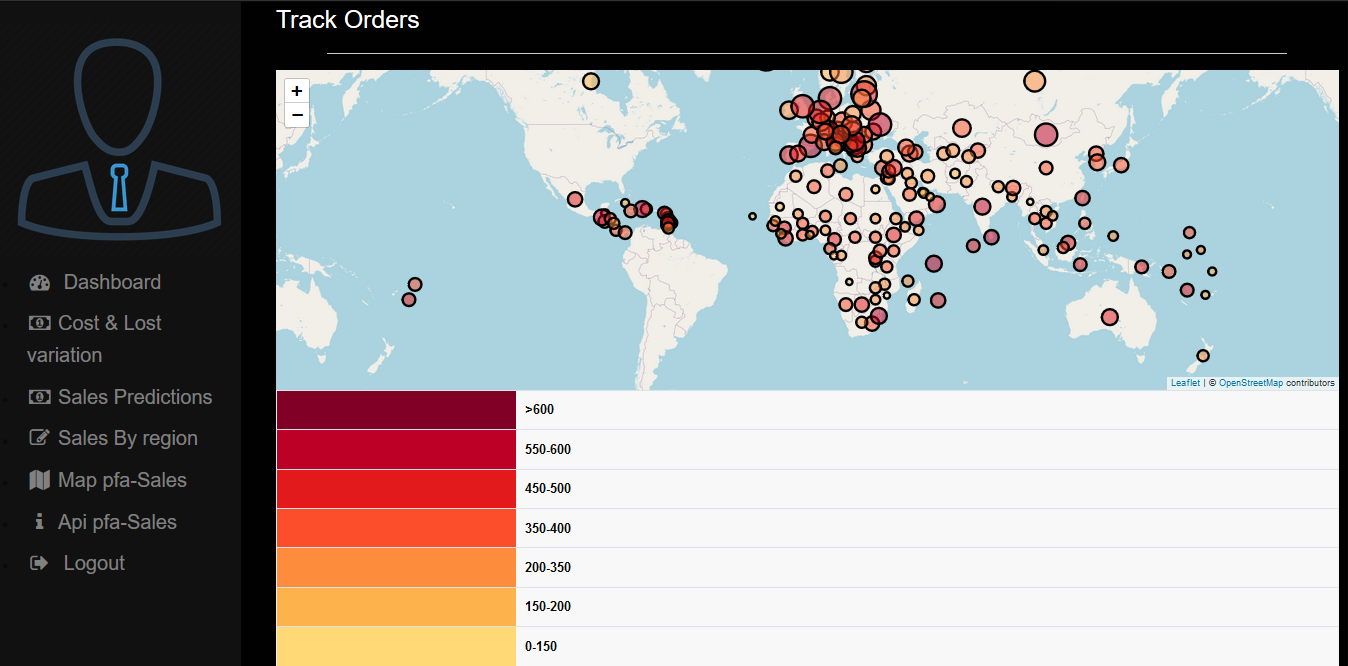 Track Orders
+
−
Dashboard
Cost & Lost
variation
Sales Predictions
Sales By region
Map pfa-Sales
Api pfa-Sales
Logout
Leaflet | © OpenStreetMap contributors
>600
550-600
450-500
350-400
200-350
150-200
0-150